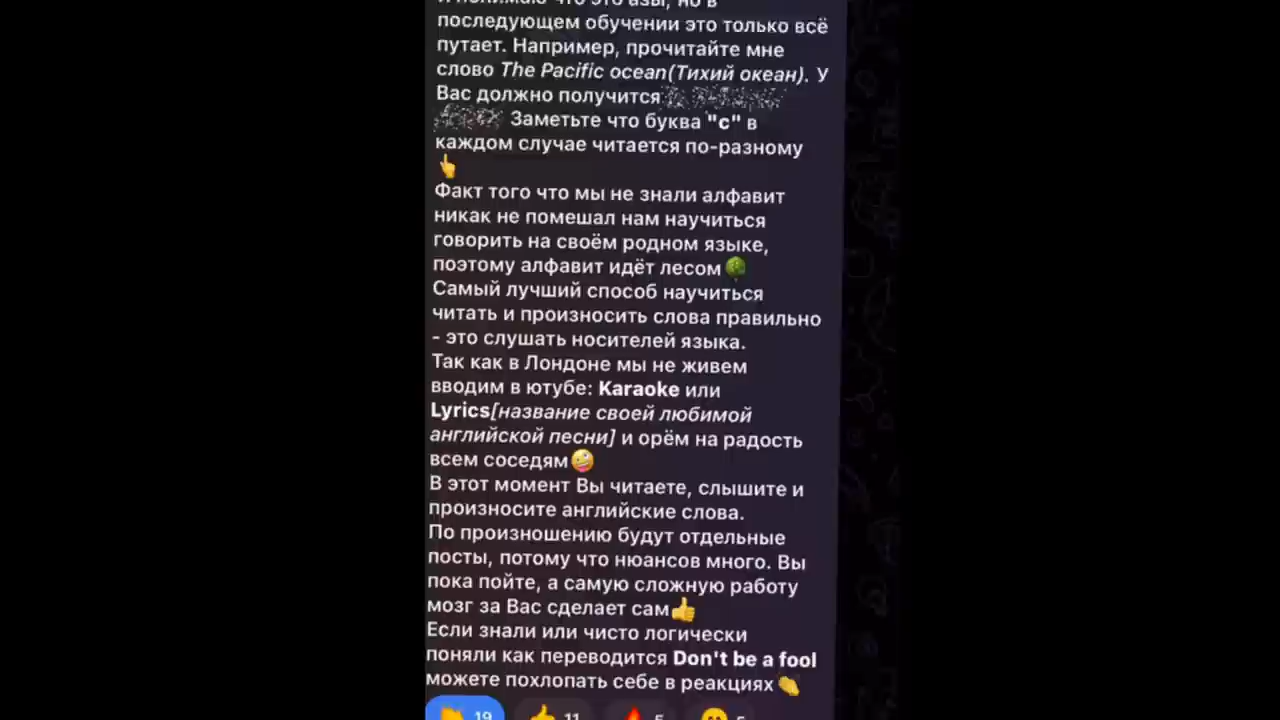 последующем обучении это только всё
путает. Например, прочитайте мне
слово The Pacific ocean(Тихий океан). У
Вас должно получится
Заметьте что буква "с" в
каждом случае читается по-разному
👆
Факт того что мы не знали алфавит
никак не помешал нам научиться
говорить на своём родном языке,
поэтому алфавит идёт лесом🌳
Самый лучший способ научиться
читать и произносить слова правильно
- это слушать носителей языка.
Так как в Лондоне мы не живем
вводим в ютубе: Karaoke или
Lyrics[название своей любимой
английской песни] и орём на радость
всем соседям🤪
В этот момент Вы читаете, слышите и
произносите английские слова.
По произношению будут отдельные
посты, потому что нюансов много. Вы
пока пойте, а самую сложную работу
мозг за Вас сделает сам👍
Если знали или чисто логически
поняли как переводится Don't be a fool
можете похлопать себе в реакциях👏
19 11 5